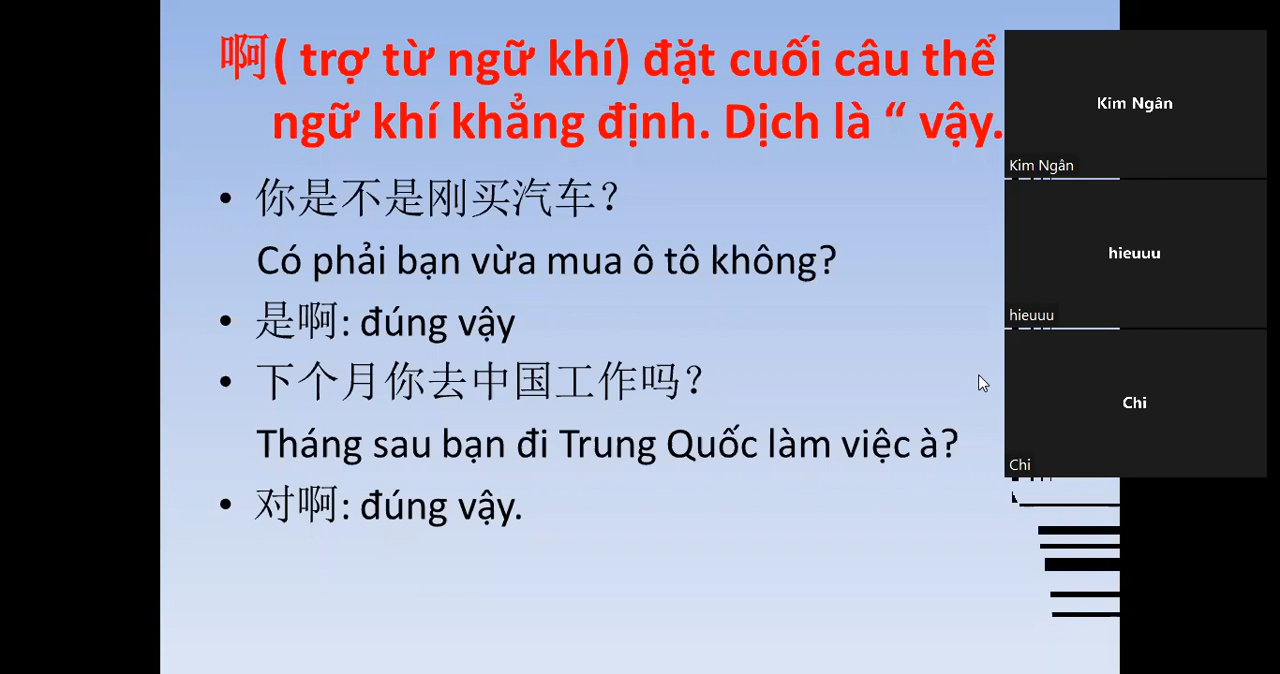 啊( trợ từ ngữ khí) đặt cuối câu thể
ngữ khí khẳng định. Dịch là “ vậy.
• 你是不是刚买汽车？
Có phải bạn vừa mua ô tô không?
• 是啊: đúng vậy
• 下个月你去中国工作吗？
Tháng sau bạn đi Trung Quốc làm việc à?
• 对啊: đúng vậy.
Kim Ngân
Kim Ngân
hieuuu
hieuuu
Chi
Chi